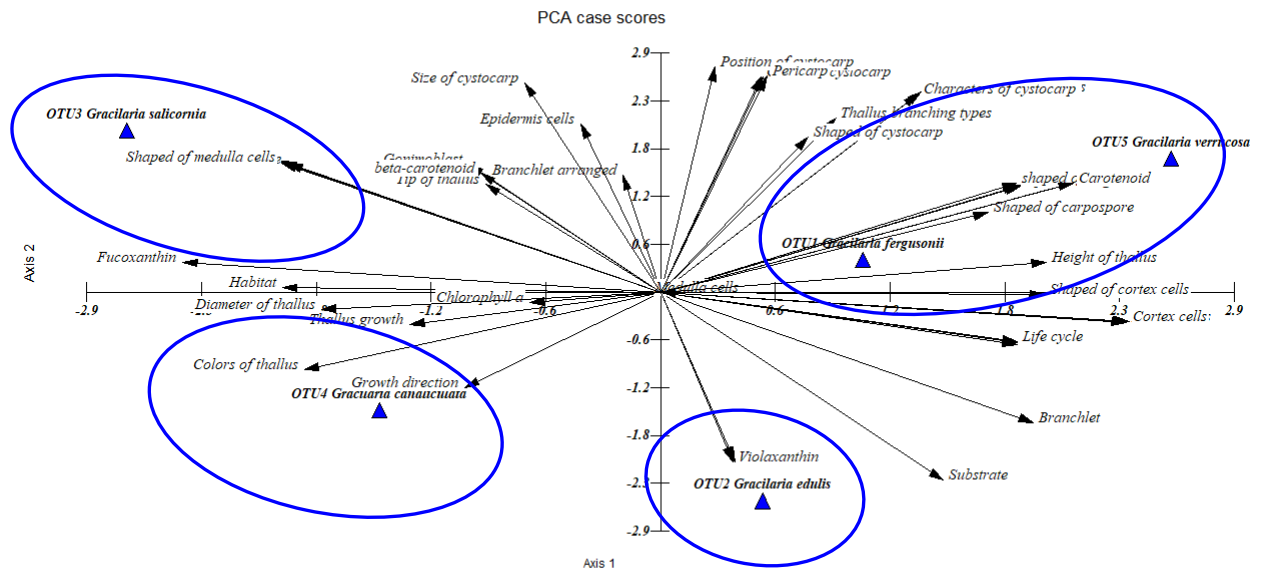 PCA case scores
2.9
Position of cystocarp
Pericarp
cystocarp
Size of cystocarp
2.3
Characters of cystocarp
OTU3 Gracilaria salicornia
Epidermis cells
Thallus branching types
Shaped of cystocarp
1.8
OTU5 Gracilaria verrucosa
Shaped of medulla cells
beta-carotenoid
Branchlet arranged
Tip of thallus
shaped
Carotenoid
1.2
Shaped of carpospore
0.6
OTU1 Gracilaria fergusonii
Fucoxanthin
Height of thallus
Axis 2
Habitat
Medulla cells
Shaped of cortex cells
Chlorophyll a
Diameter of thallus
-2.9
-1.2
-0.6
0.6
1.8
2.3
2.9
Thallus growth
Cortex cells
Life cycle
-0.6
Colors of thallus
Growth direction
-1.2
OTU4
Branchlet
-1.8
Violaxanthin
Substrate
OTU2 Gracilaria edulis
-2.9
Axis 1